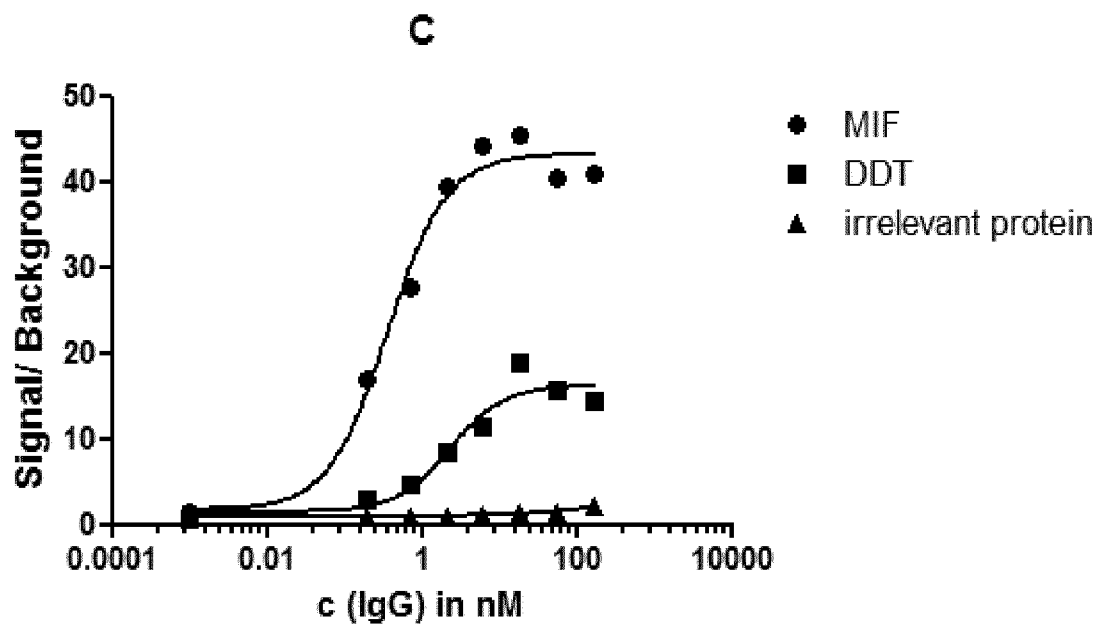 C
50
40
30
20
10
0
Signal/ Background
0.0001
0.01
1
100
10000
c (IgG) in nM
MIF
DDT
irrelevant protein